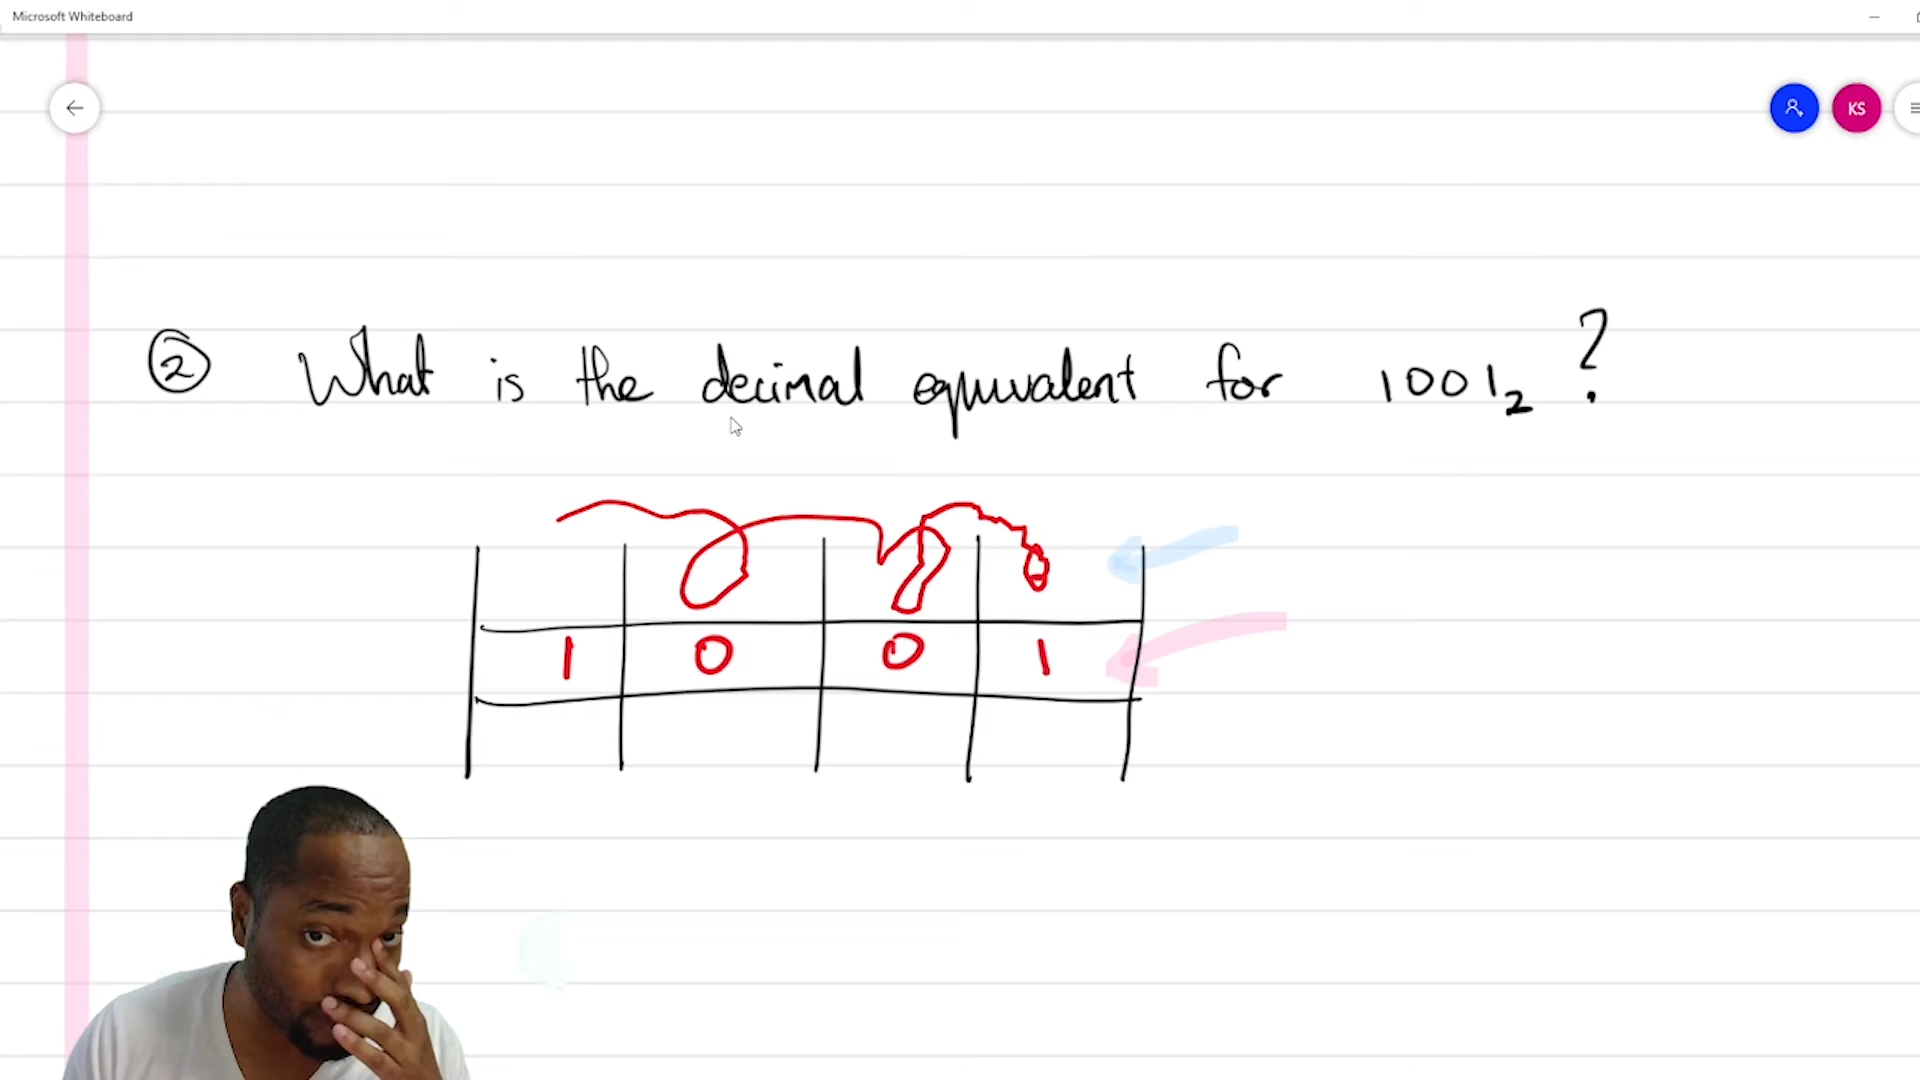 Microsoft Whiteboard
KS
② What is the decimal equivalent for 1001₂ ?
1 0 0 1